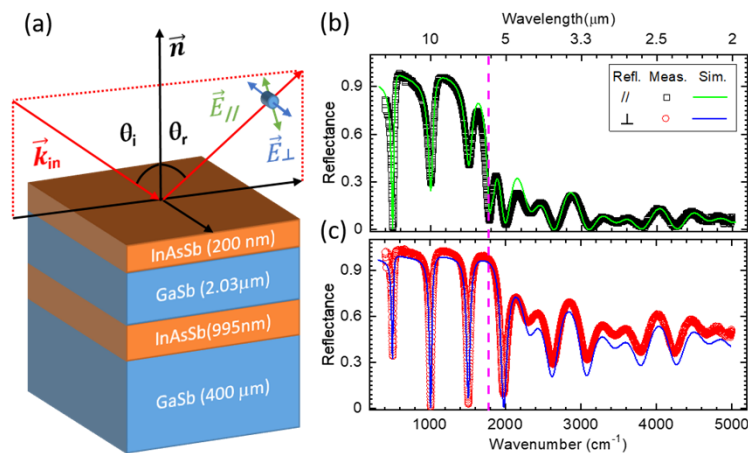 (a)
n
E//
E⊥
kin
θi
θr
InAsSb (200 nm)
GaSb (2.03μm)
InAsSb(995nm)
GaSb (400 μm)
(b)
Wavelength(μm)
10 5 3.3 2.5 2
Reflectance
0.9
0.6
0.3
0
Refl. Meas. Sim.
//
⊥
(c)
Reflectance
0.9
0.6
0.3
0
1000 2000 3000 4000 5000
Wavenumber (cm⁻¹)